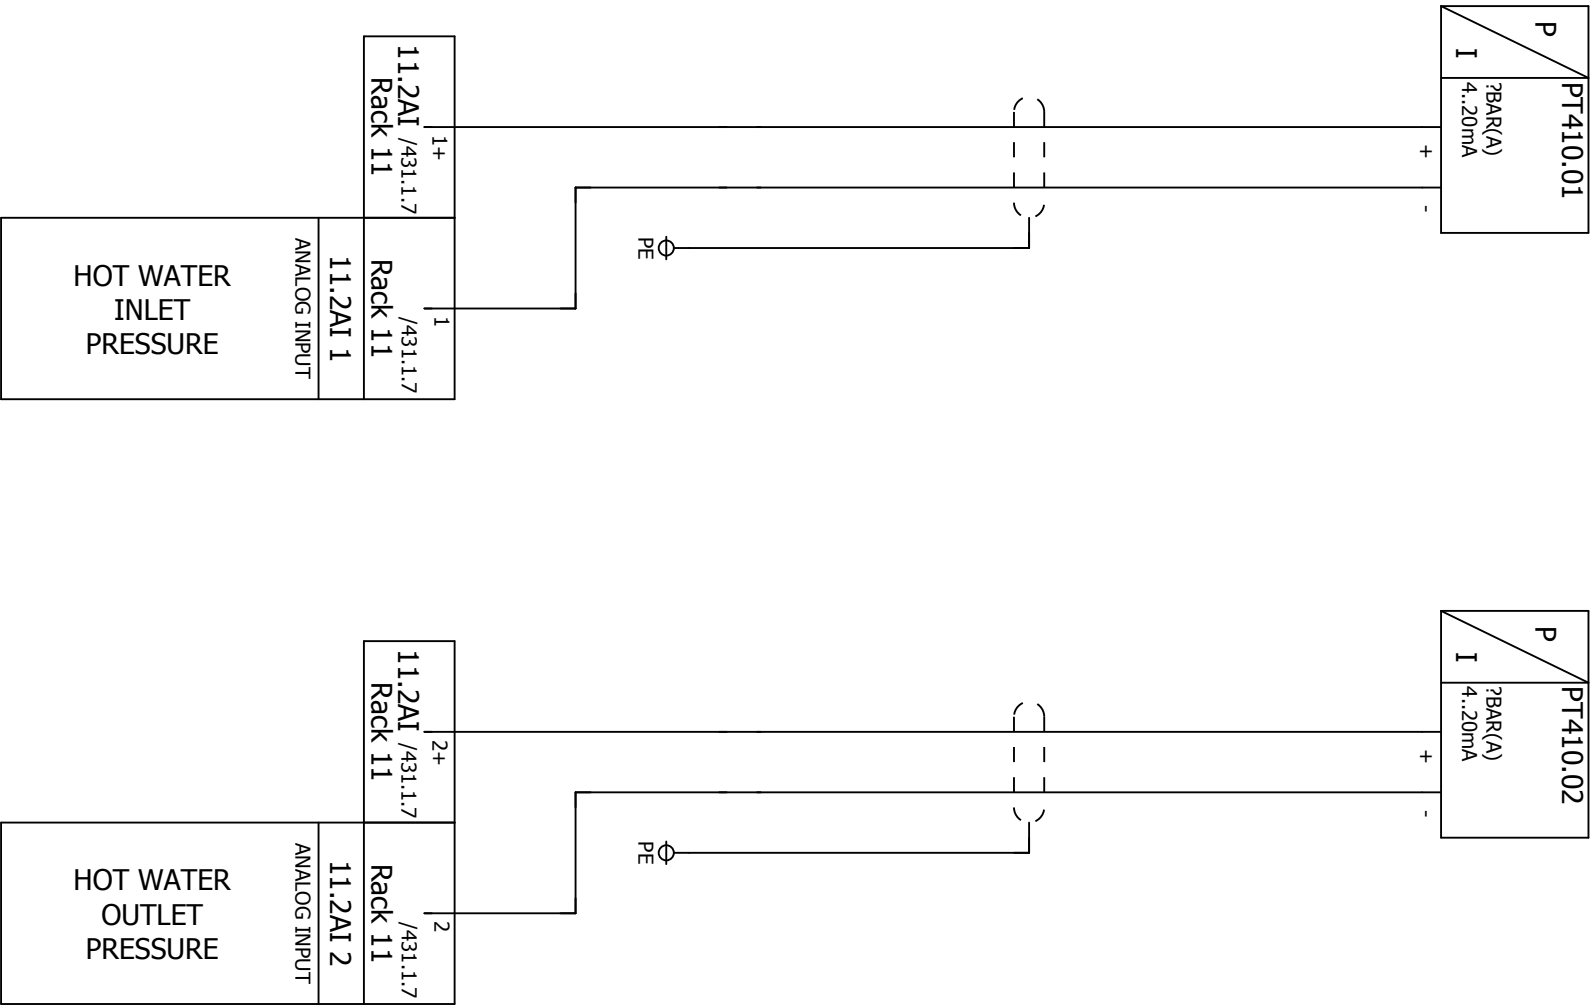 P
I
PT410.01
?BAR(A)
4..20mA
+
-
11.2AI /431.1.7
Rack 11
1+
PE
1
/431.1.7
Rack 11
11.2AI 1
ANALOG INPUT
HOT WATER
INLET
PRESSURE
P
I
PT410.02
?BAR(A)
4..20mA
+
-
11.2AI /431.1.7
Rack 11
2+
PE
2
/431.1.7
Rack 11
11.2AI 2
ANALOG INPUT
HOT WATER
OUTLET
PRESSURE